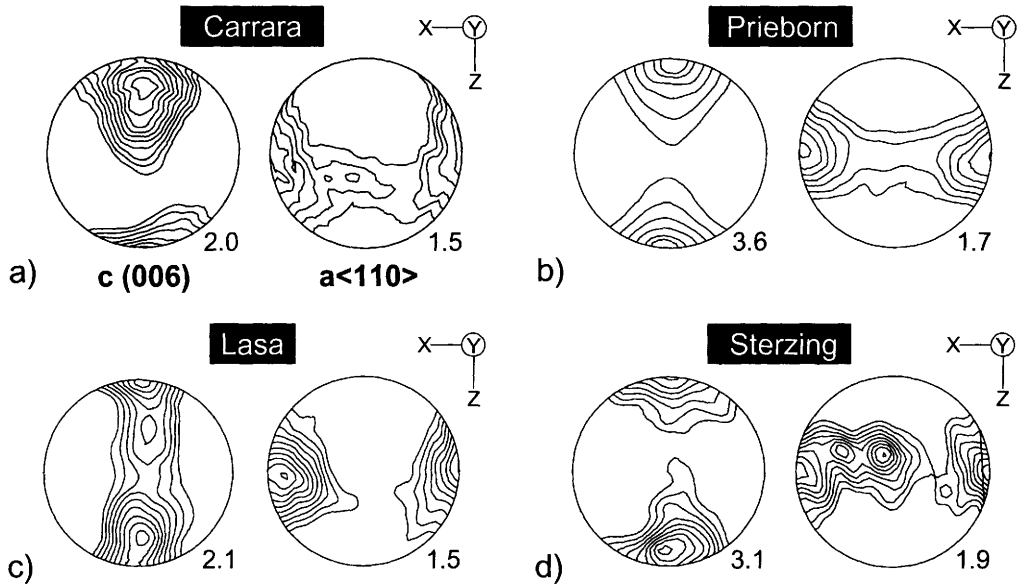 Carrara
X Y
Z
2.0
1.5
a) c (006) a<110>
Prieborn
X Y
Z
3.6
1.7
b)
Lasa
X Y
Z
2.1
1.5
c)
Sterzing
X Y
Z
3.1
1.9
d)